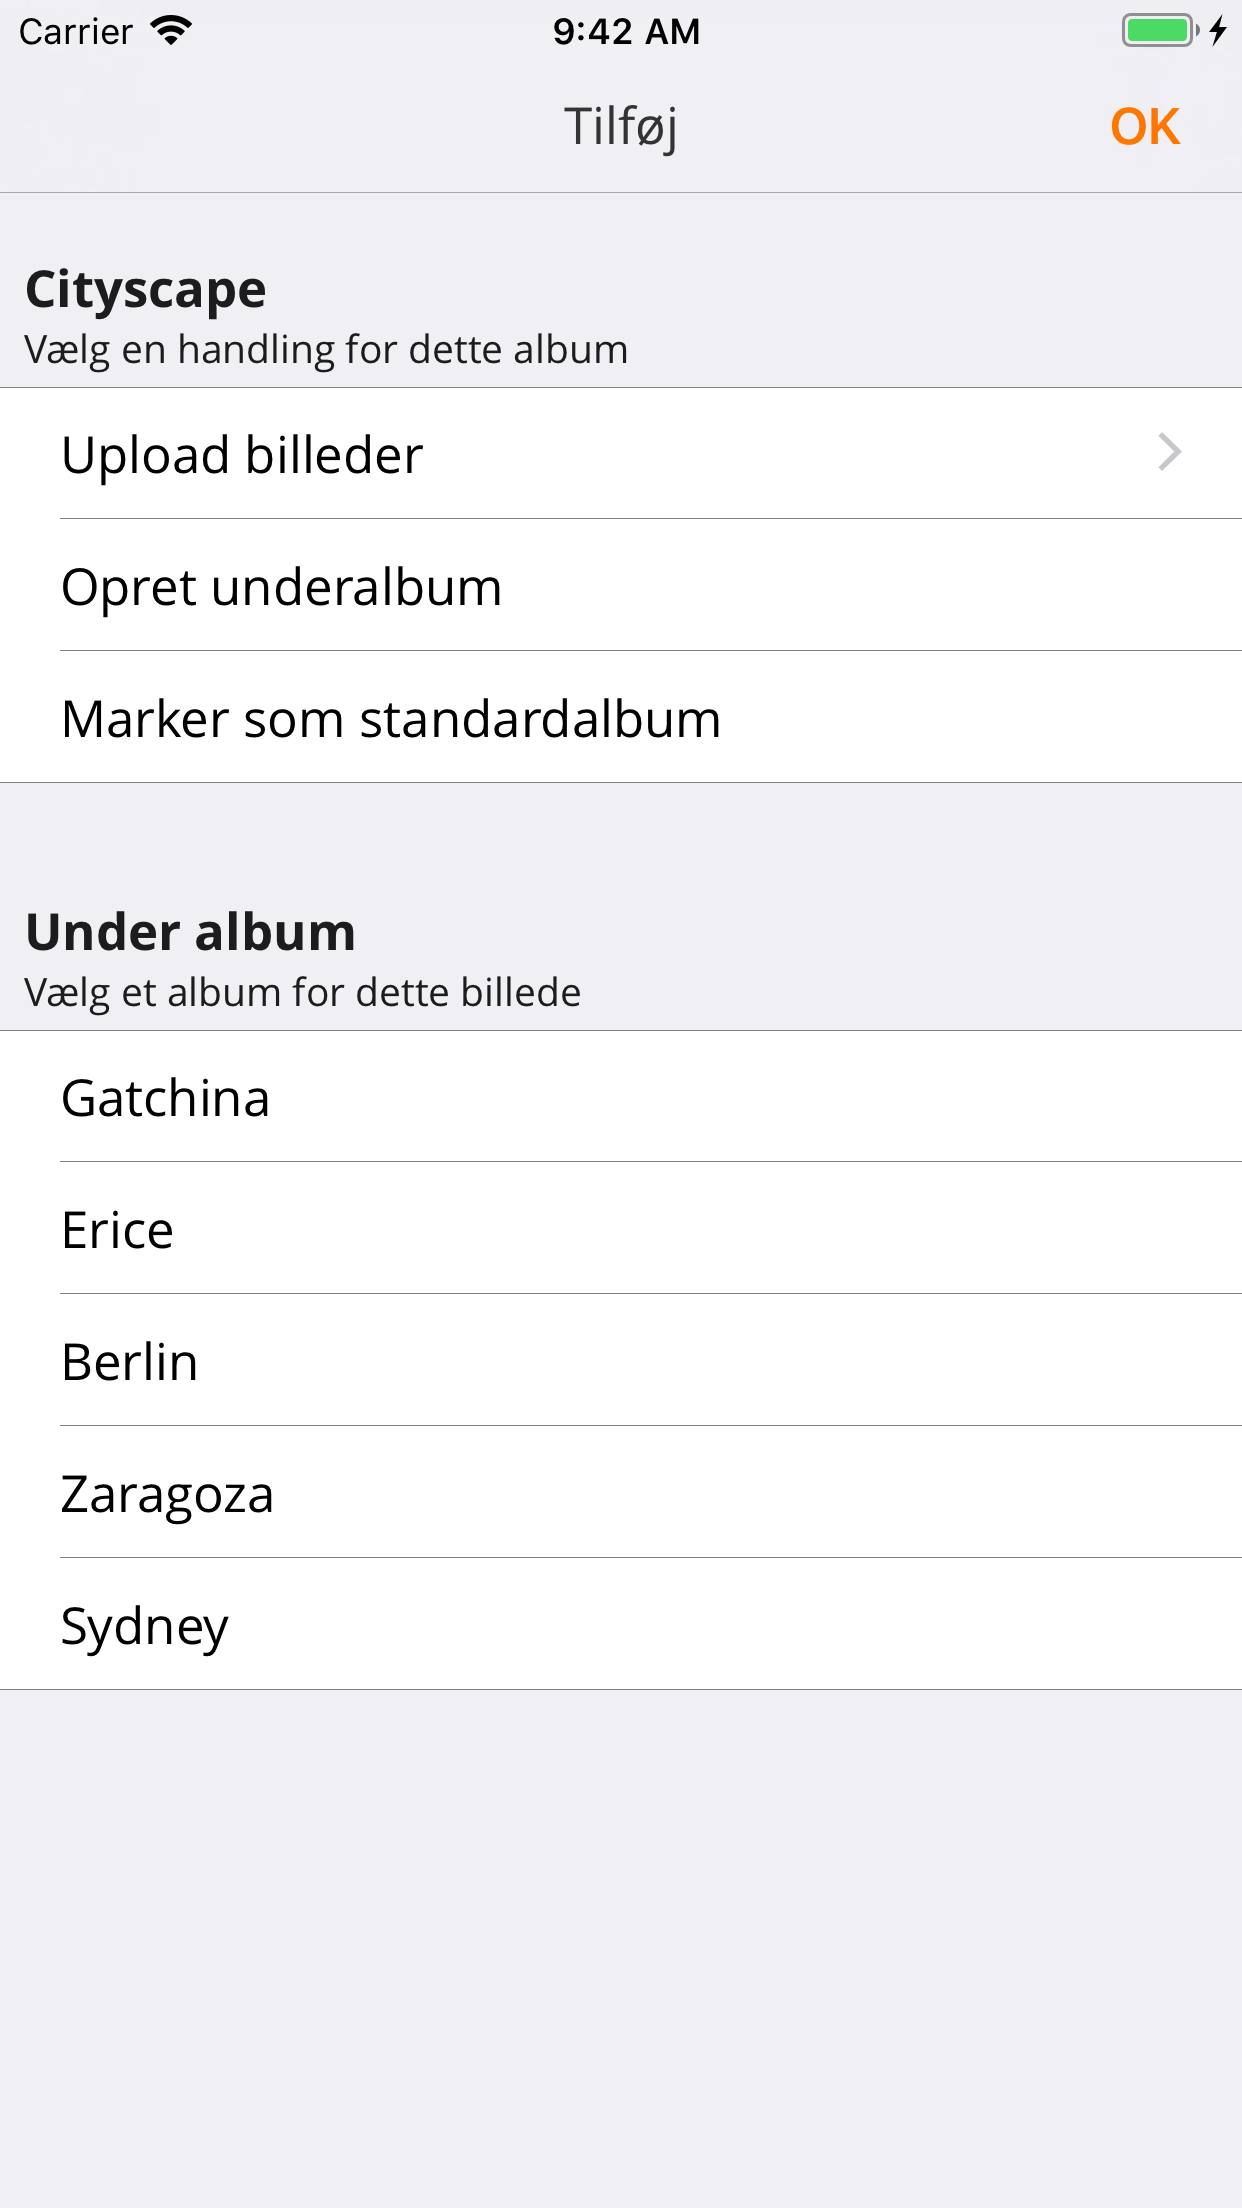 Carrier 9:42 AM
Tilføj OK
Cityscape
Vælg en handling for dette album
Upload billeder
Opret underalbum
Marker som standardalbum
Under album
Vælg et album for dette billede
Gatchina
Erice
Berlin
Zaragoza
Sydney